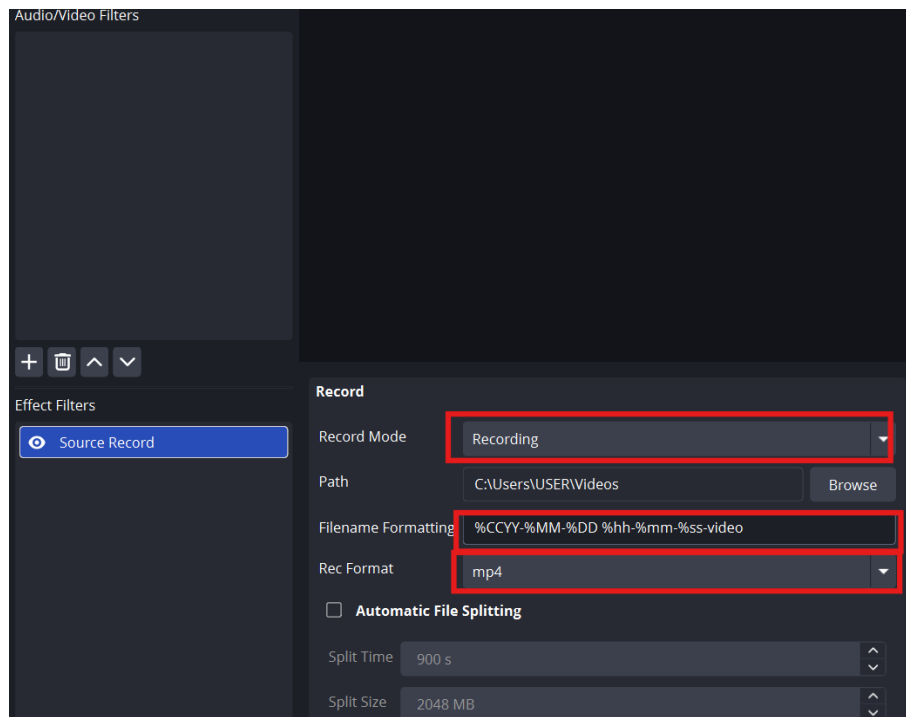 Audio/Video Filters
Effect Filters
Source Record
Record
Record Mode
Recording
Path
C:\Users\USER\Videos
Browse
Filename Formatting
%CCYY-%MM-%DD %hh-%mm-%ss-video
Rec Format
mp4
Automatic File Splitting
Split Time
900 s
Split Size
2048 MB